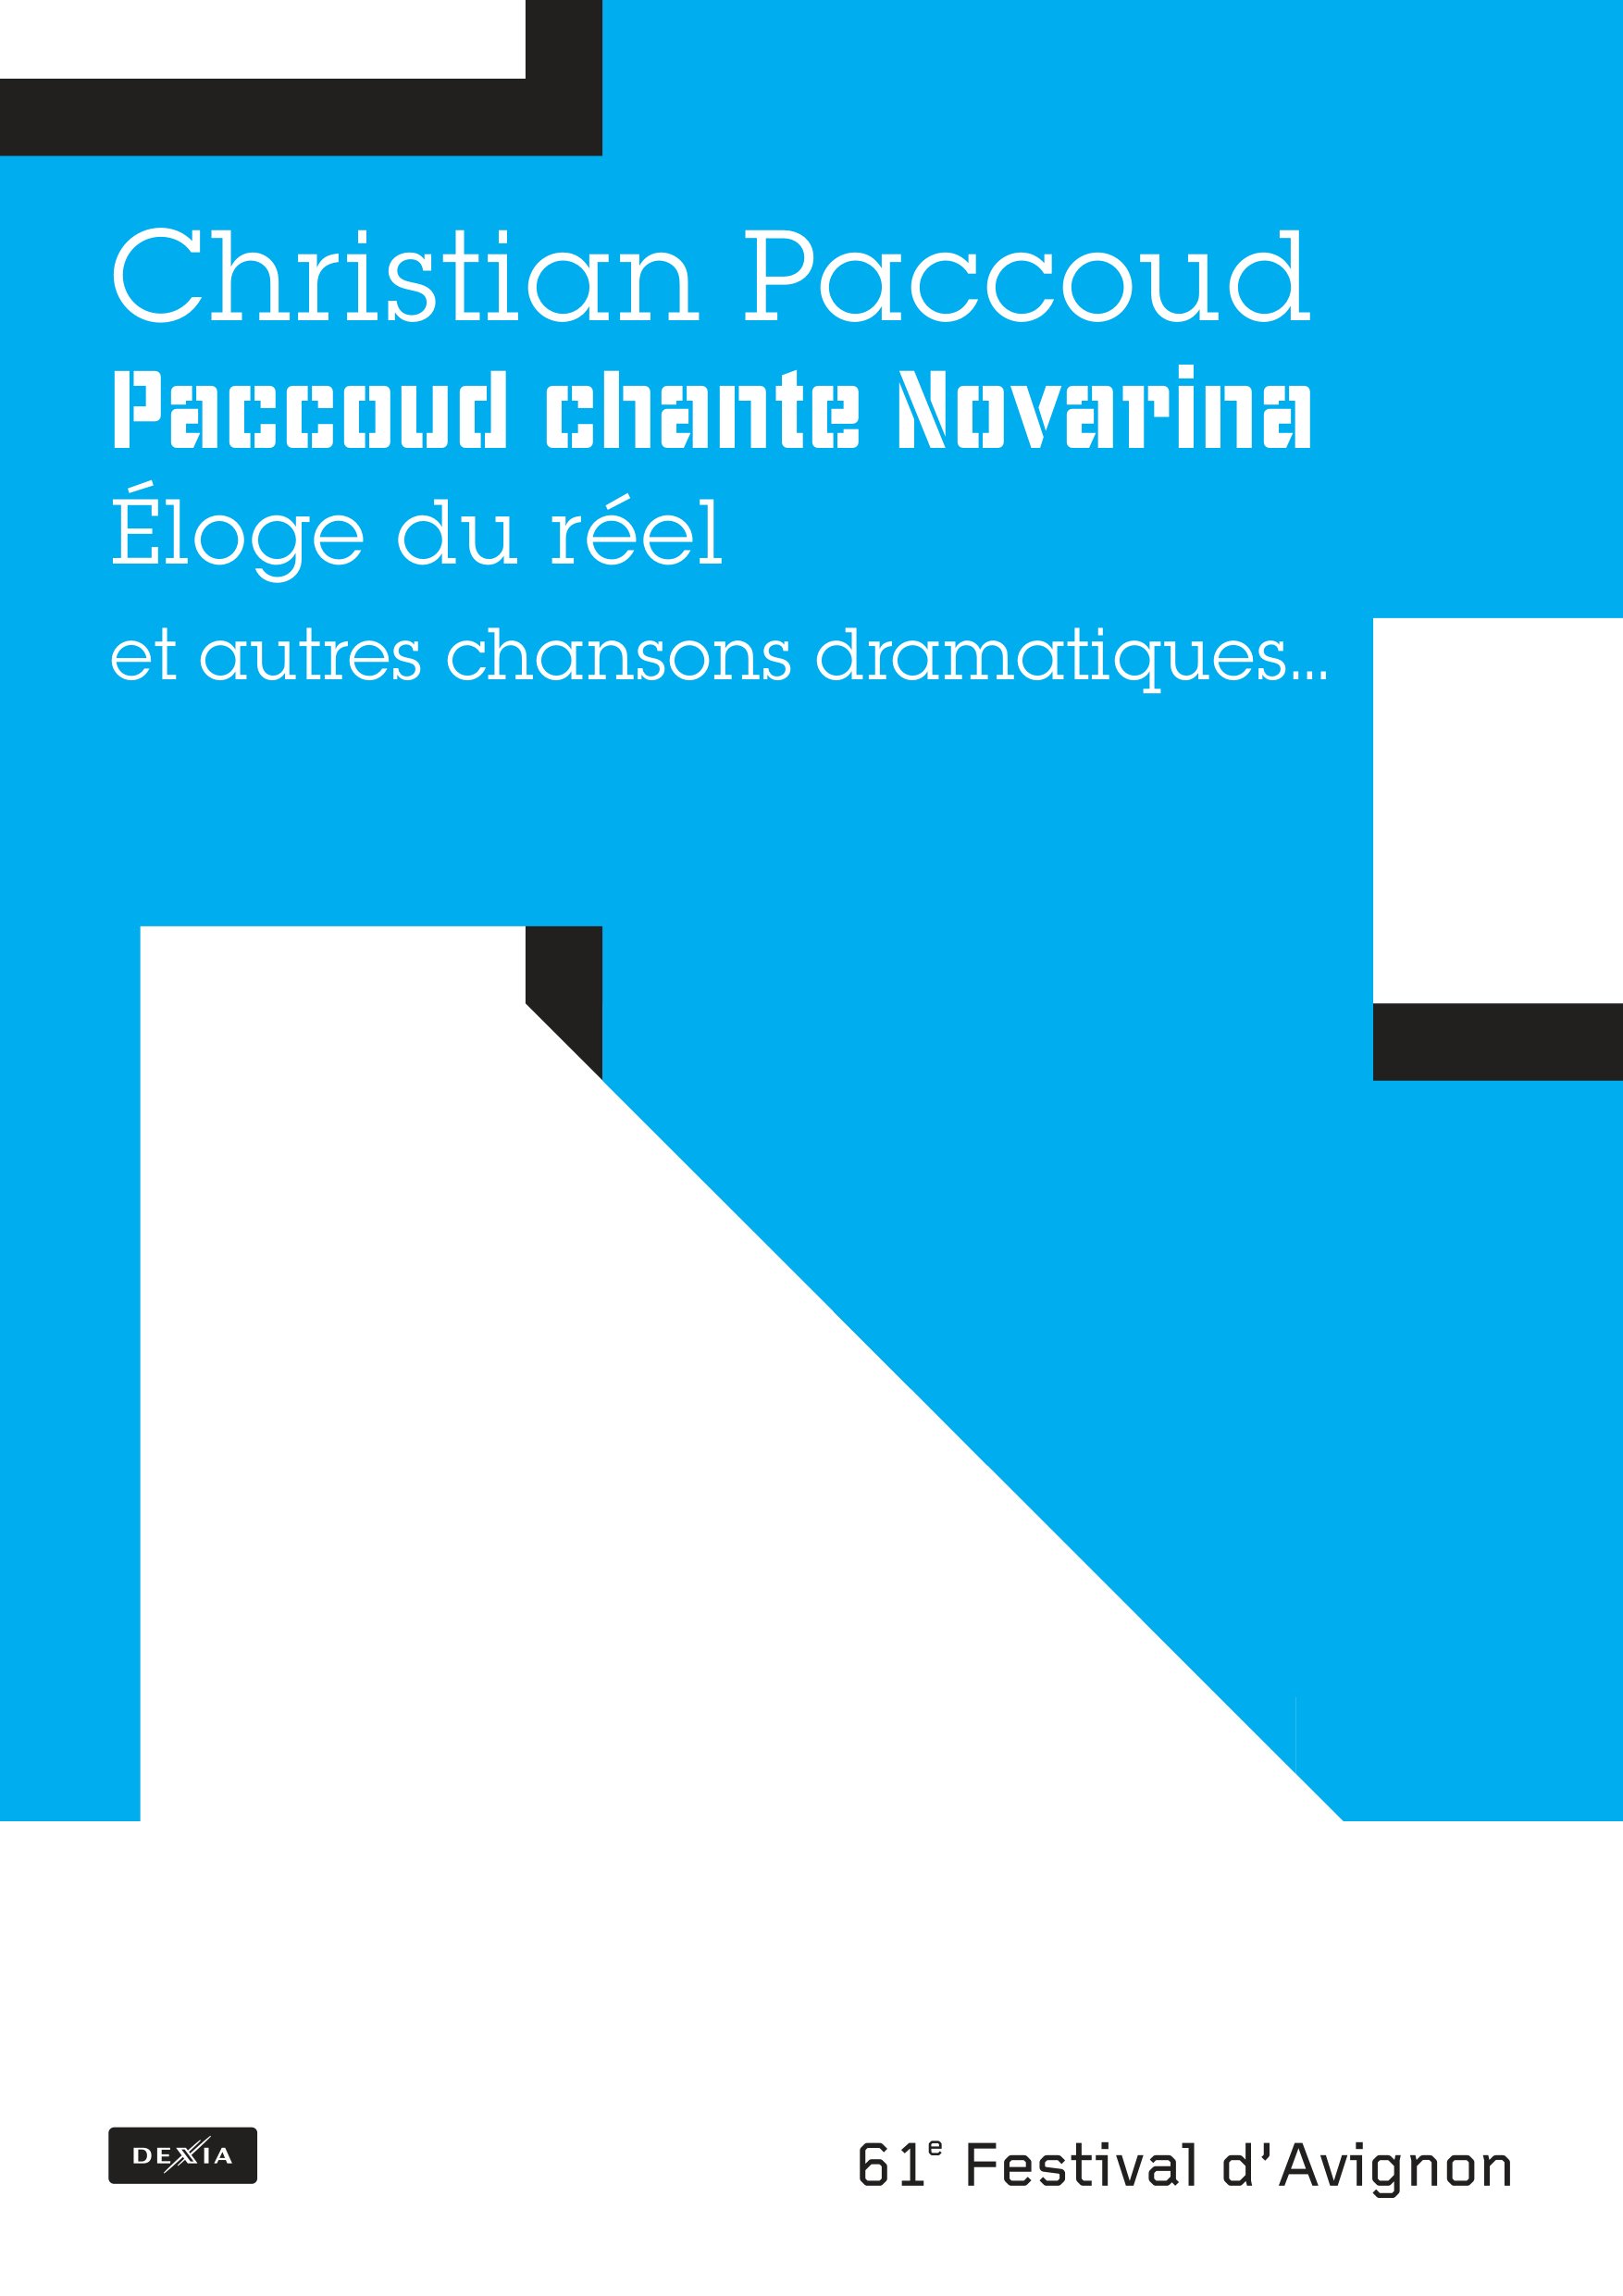 Christian Paccoud
Paccoud chante Novarina
Éloge du réel
et autres chansons dramatiques...
DEXIA
61e Festival d'Avignon